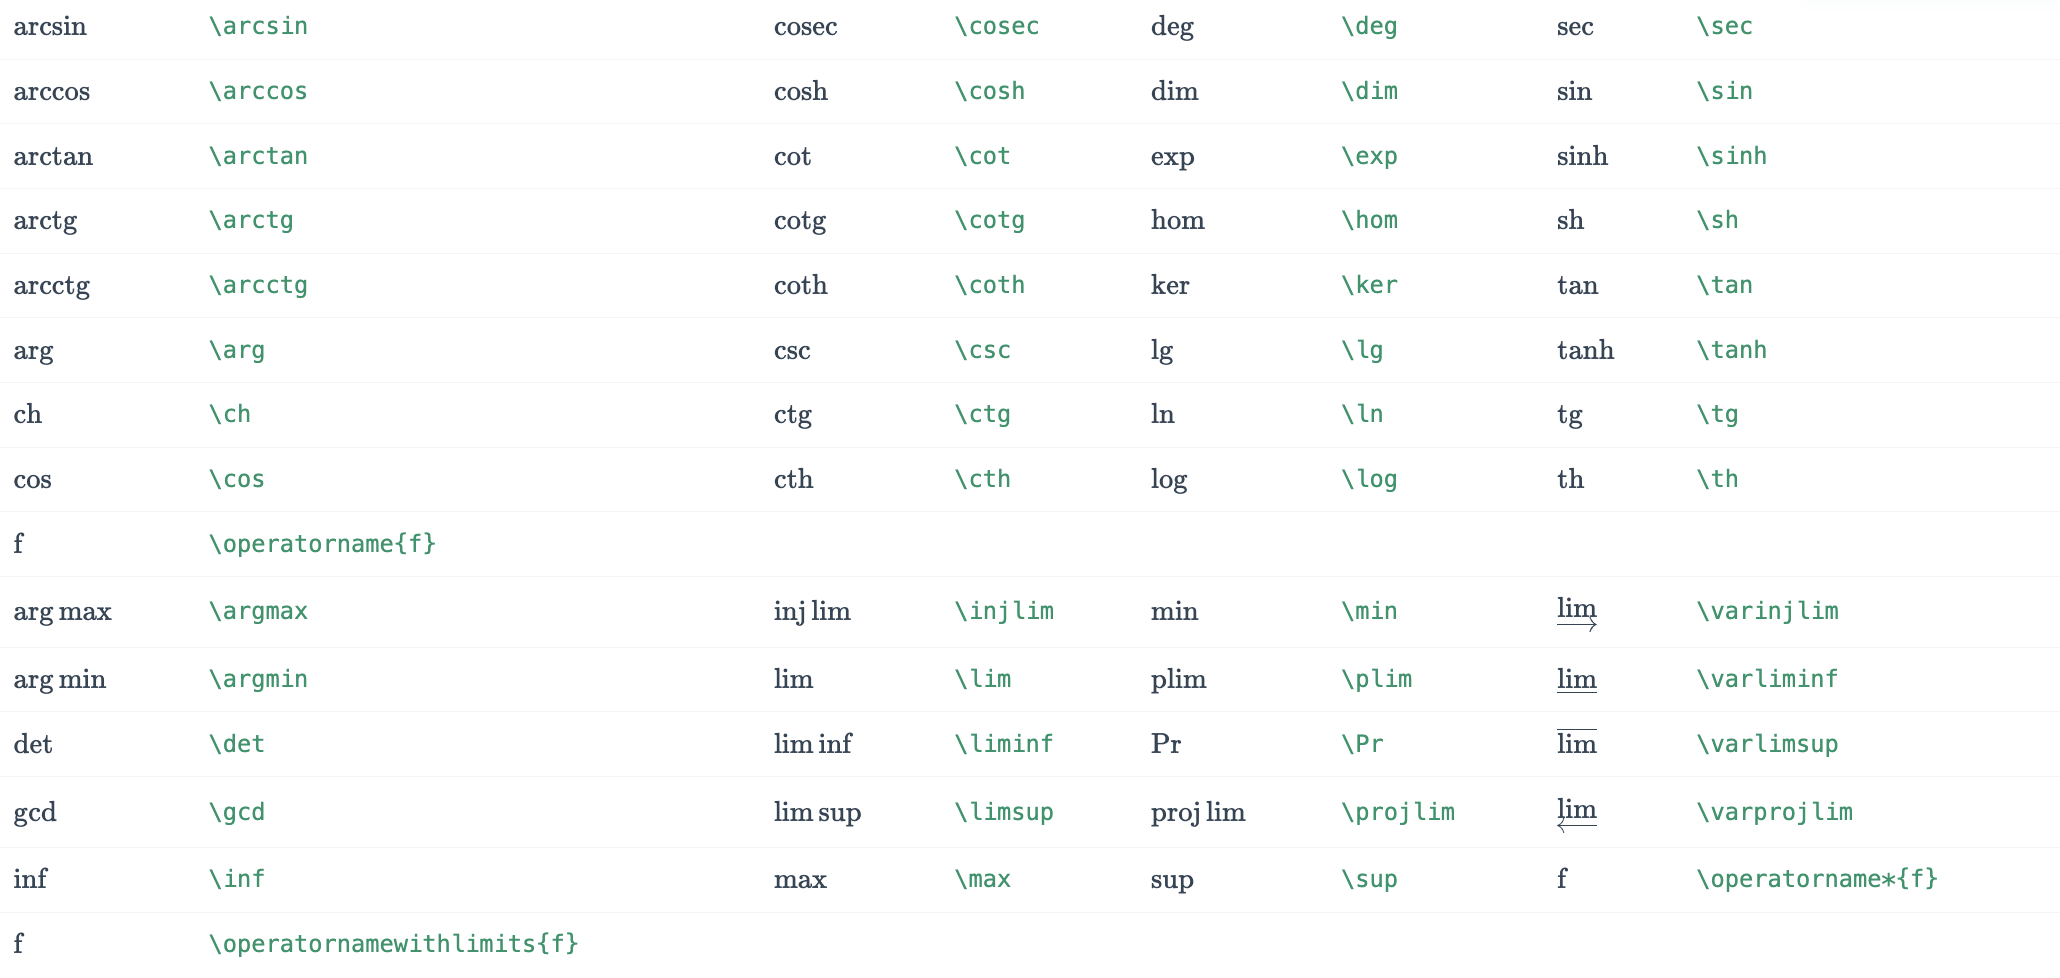 arcsin \arcsin cosec \cosec deg \deg sec \sec
arccos \arccos cosh \cosh dim \dim sin \sin
arctan \arctan cot \cot exp \exp sinh \sinh
arctg \arctg cotg \cotg hom \hom sh \sh
arcctg \arcctg coth \coth ker \ker tan \tan
arg \arg csc \csc lg \lg tanh \tanh
ch \ch ctg \ctg ln \ln tg \tg
cos \cos cth \cth log \log th \th
f \operatorname{f}
arg max \argmax inj lim \injlim min \min lim \varinjlim
arg min \argmin lim \lim plim \plim lim \varliminf
det \det lim inf \liminf Pr \Pr lim \varlimsup
gcd \gcd lim sup \limsup proj lim \projlim lim \varprojlim
inf \inf max \max sup \sup f \operatorname*{f}
f \operatornamewithlimits{f}